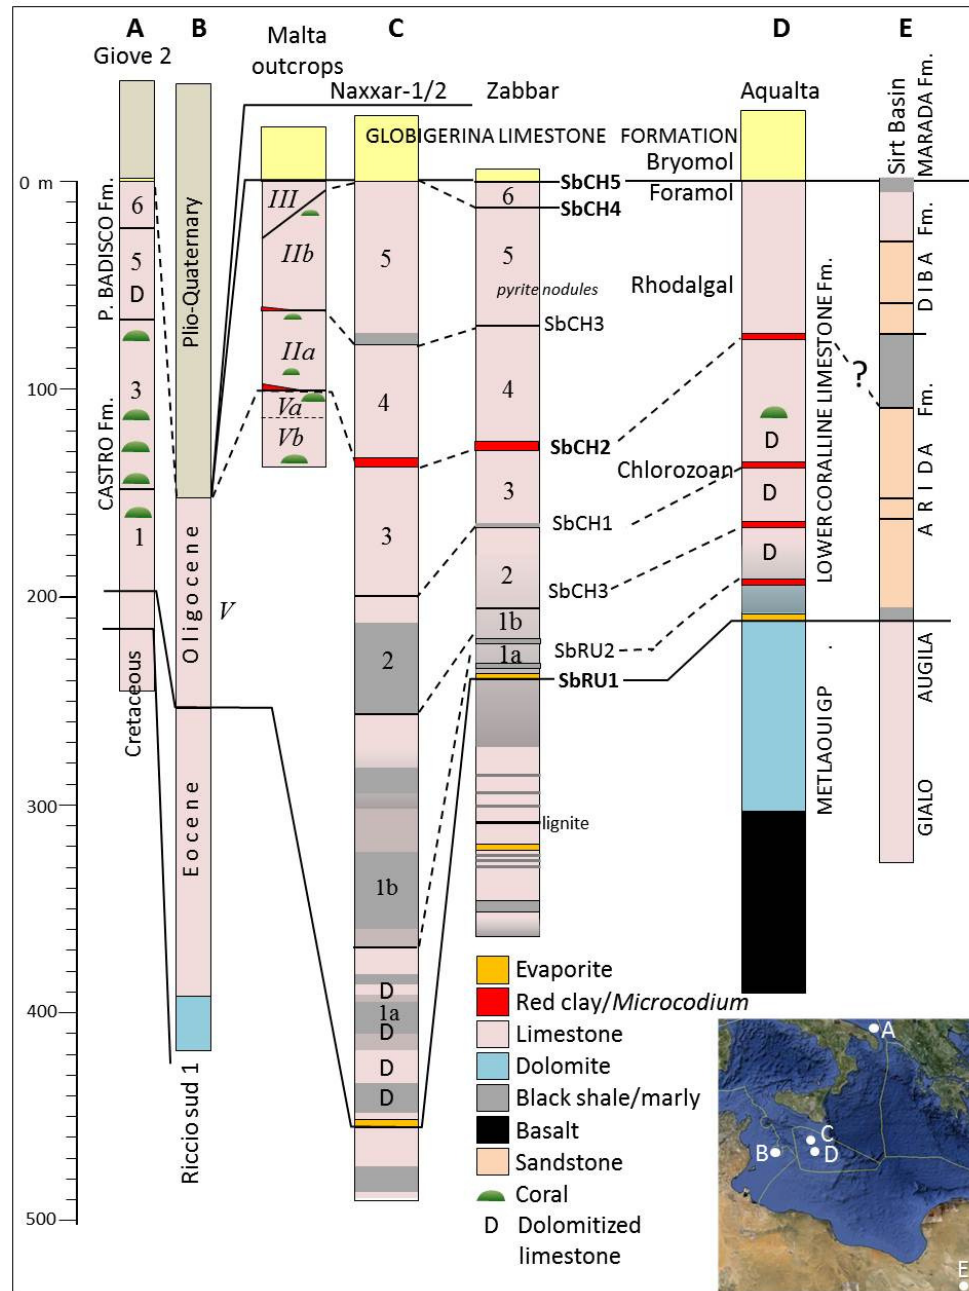 A
B
C
D
E
Giove 2
Malta
outcrops
Naxxar-1/2
Zabbar
Aqualta
Sirt Basin
MARADA Fm.
GLOBIGERINA LIMESTONE FORMATION
Bryomol
0 m
SbCH5
Foramol
SbCH4
P. BADISCO Fm.
6
5
D
3
CASTRO Fm.
1
Cretaceous
Plio-Quaternary
Oligocene
V
Eocene
Riccio sud 1
III
IIb
IIa
Va
Vb
5
4
3
2
1b
D
1a
D
D
D
6
5
pyrite nodules
4
3
2
1b
1a
lignite
Rhodalgal
SbCH3
SbCH2
Chlorozoan
SbCH1
SbCH3
SbRU2
SbRU1
D
D
D
LOWER CORALLINE LIMESTONE Fm.
METLAOUI GP
?
DIBA Fm.
ARIDA Fm.
AUGILA
GIALO
100
200
300
400
500
Evaporite
Red clay/Microcodium
Limestone
Dolomite
Black shale/marly
Basalt
Sandstone
Coral
D Dolomitized
limestone
A
B
C
D
E